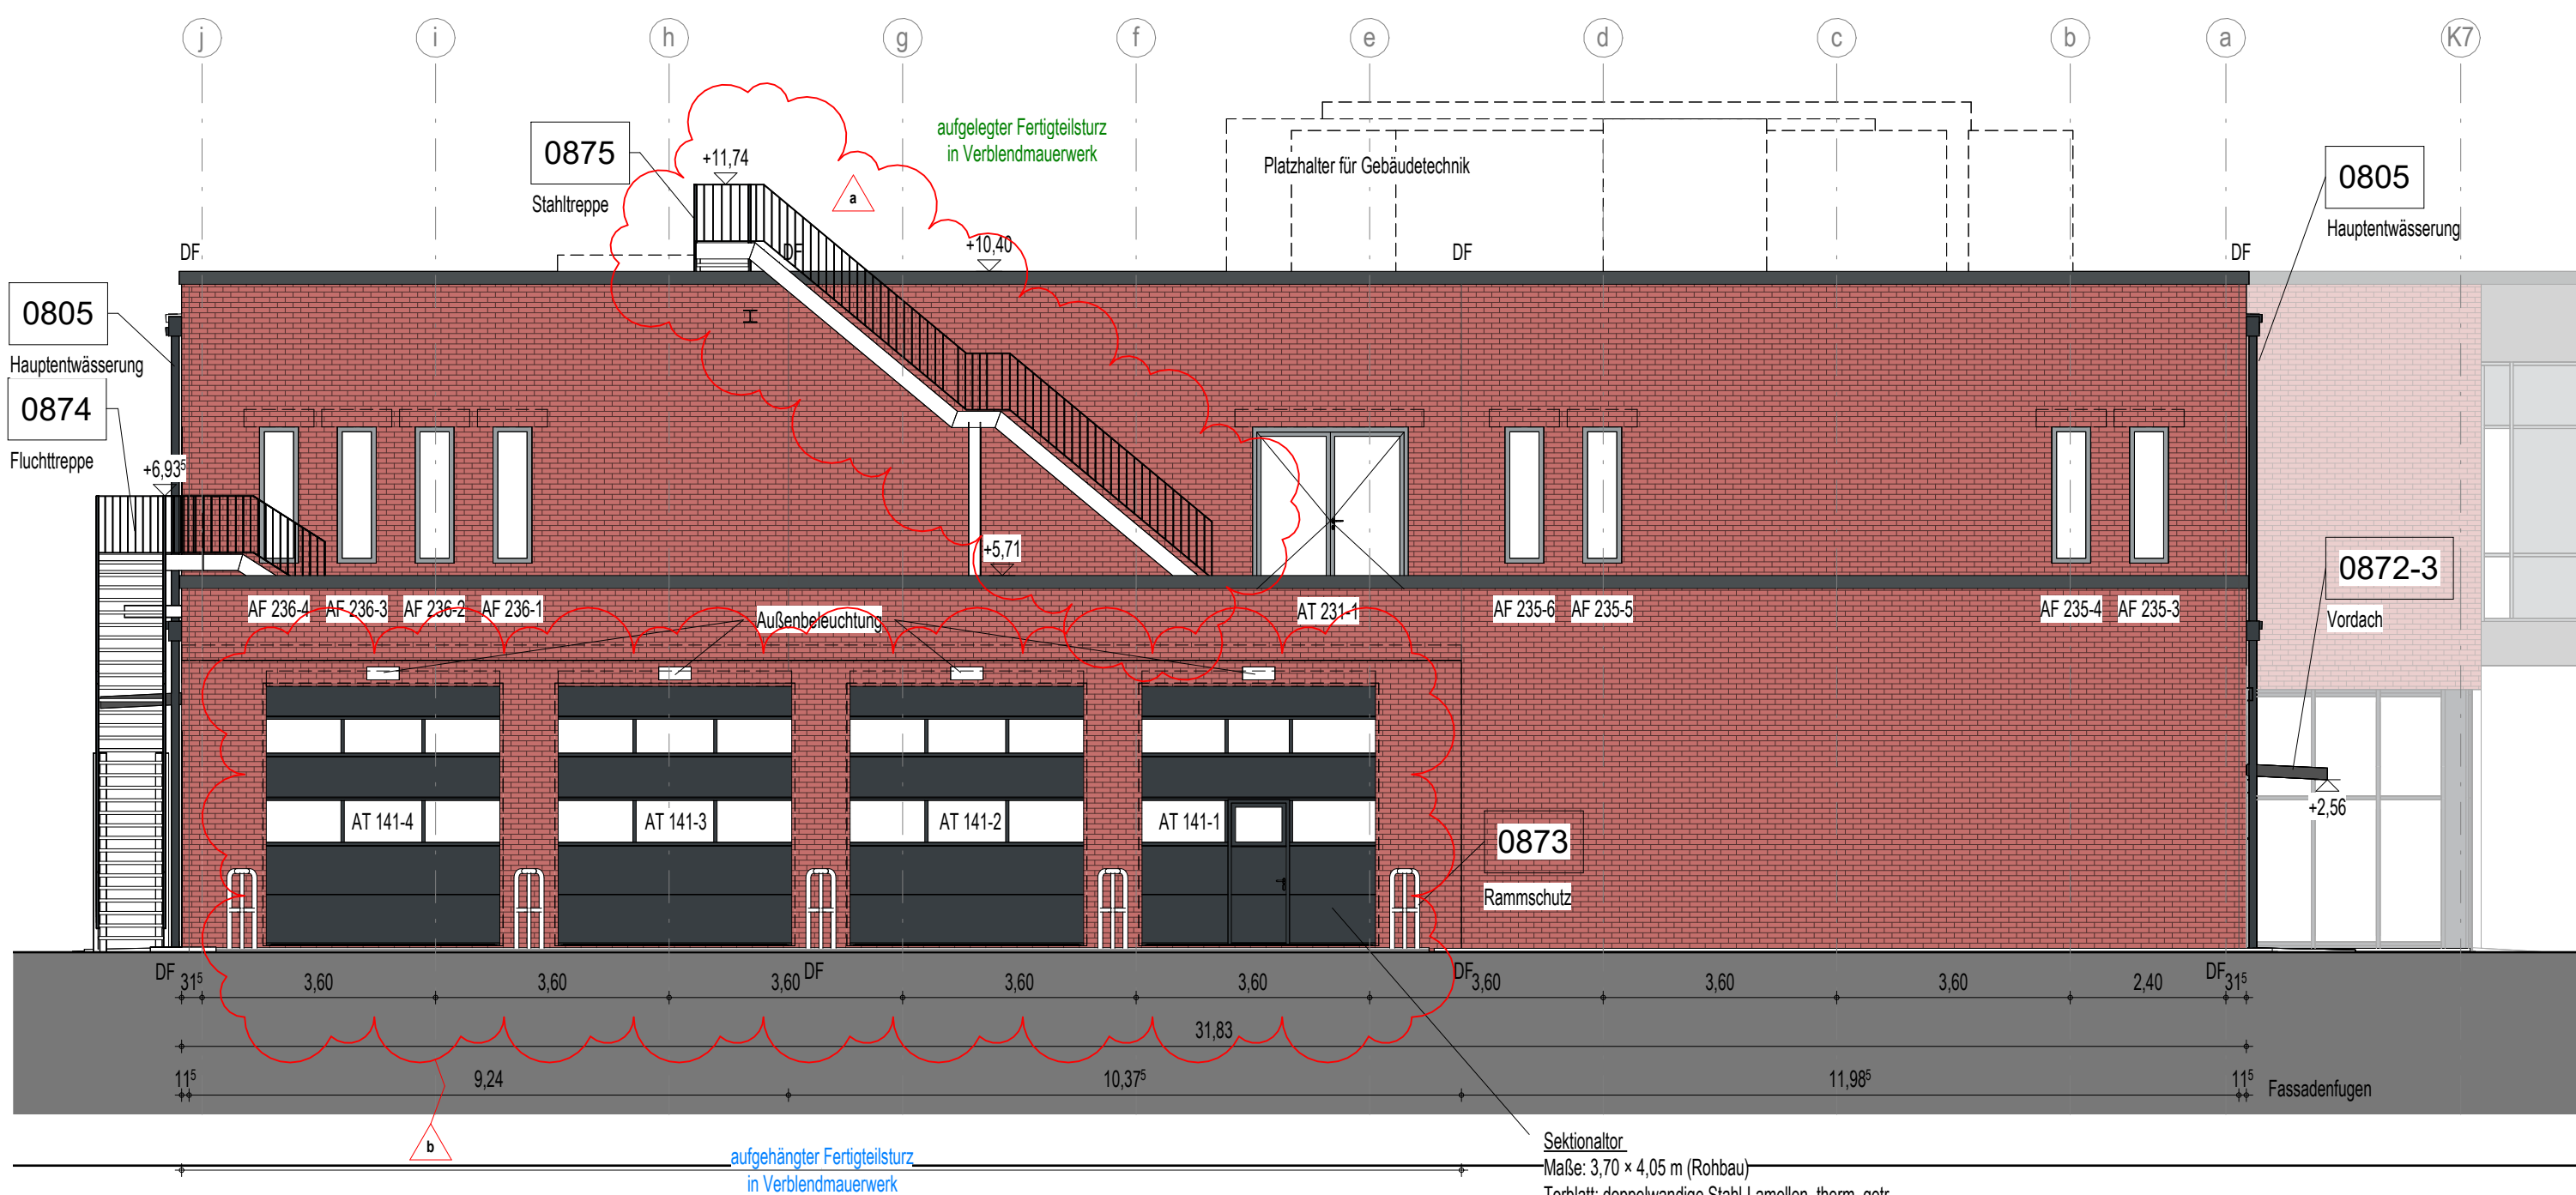 j
i
h
g
f
e
d
c
b
a
K7
aufgelegter Fertigteilsturz
in Verblendmauerwerk
0875
Stahltreppe
+11,74
a
Platzhalter für Gebäudetechnik
0805
Hauptentwässerung
DF
DF
+10,40
DF
DF
0805
Hauptentwässerung
0874
Fluchttreppe
+6,93⁵
+5,71
AF 236-4
AF 236-3
AF 236-2
AF 236-1
Außenbeleuchtung
AT 231-1
AF 235-6
AF 235-5
AF 235-4
AF 235-3
0872-3
Vordach
+2,56
AT 141-4
AT 141-3
AT 141-2
AT 141-1
0873
Rammschutz
DF
DF
DF
DF
31⁵
3,60
3,60
3,60
3,60
3,60
3,60
3,60
3,60
2,40
31⁵
31,83
11⁵
9,24
10,37⁵
11,98⁵
11⁵
Fassadenfugen
b
aufgehängter Fertigteilsturz
in Verblendmauerwerk
Sektionaltor
Maße: 3,70 × 4,05 m (Rohbau)
Torblatt: doppelwandige Stahl-Lamellen, therm. getr.